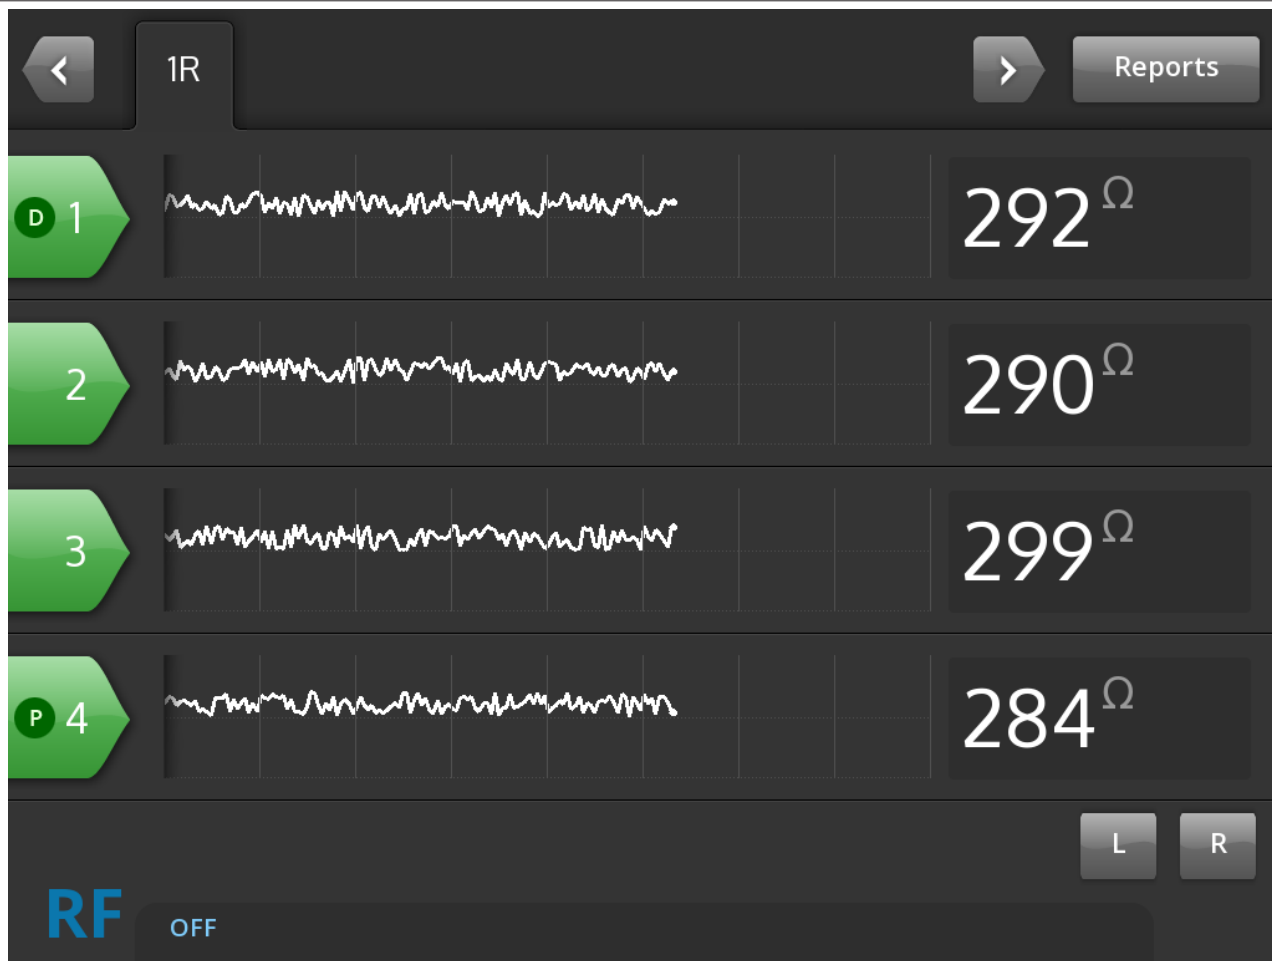 1R
Reports
D 1
292 Ω
2
290 Ω
3
299 Ω
P 4
284 Ω
L R
RF OFF